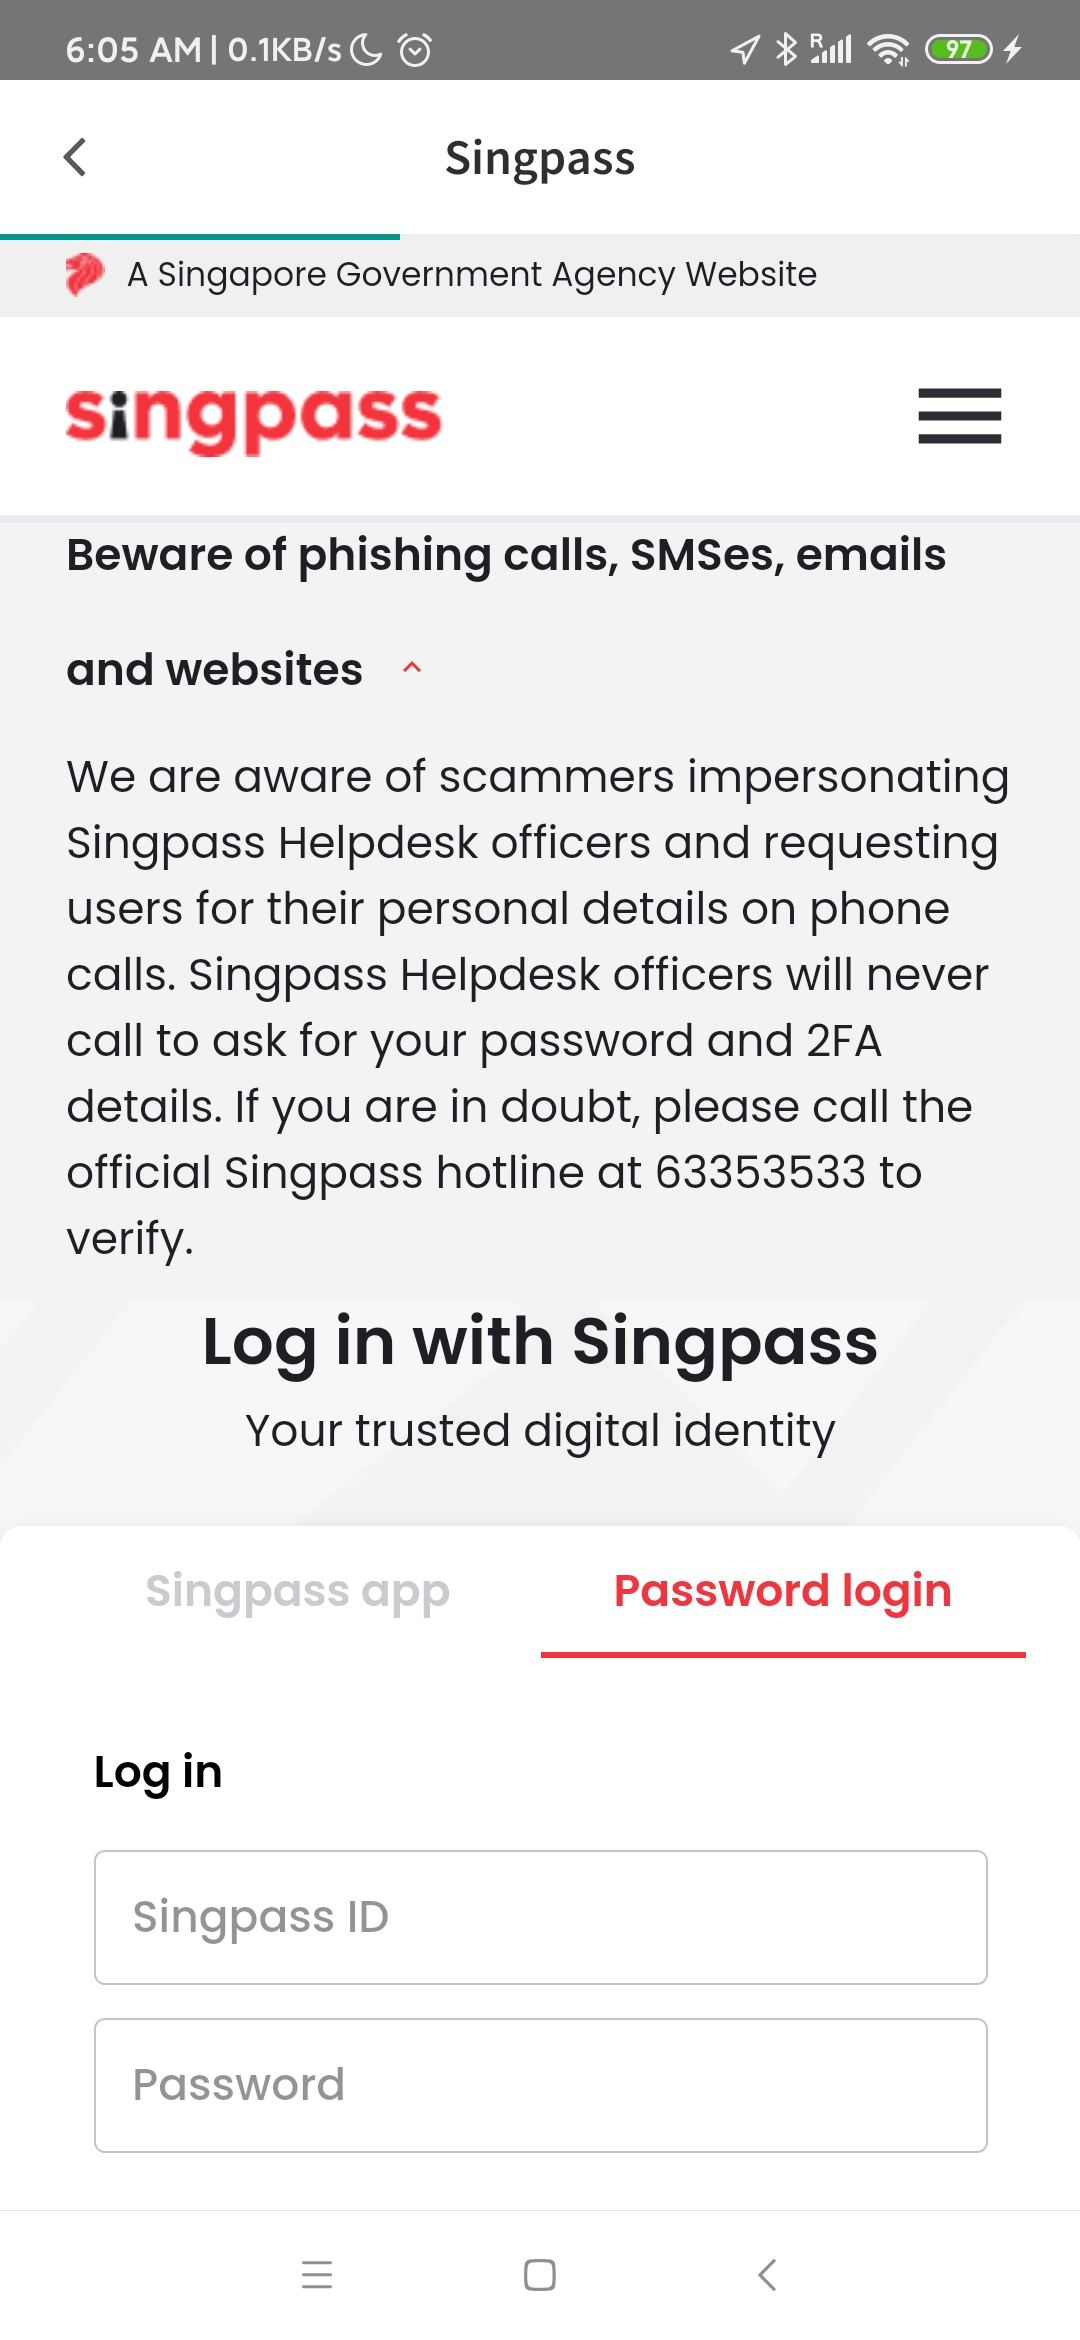 6:05 AM | 0.1KB/s R 97
Singpass
A Singapore Government Agency Website
singpass
Beware of phishing calls, SMSes, emails
and websites
We are aware of scammers impersonating
Singpass Helpdesk officers and requesting
users for their personal details on phone
calls. Singpass Helpdesk officers will never
call to ask for your password and 2FA
details. If you are in doubt, please call the
official Singpass hotline at 63353533 to
verify.
Log in with Singpass
Your trusted digital identity
Singpass app Password login
Log in
Singpass ID
Password